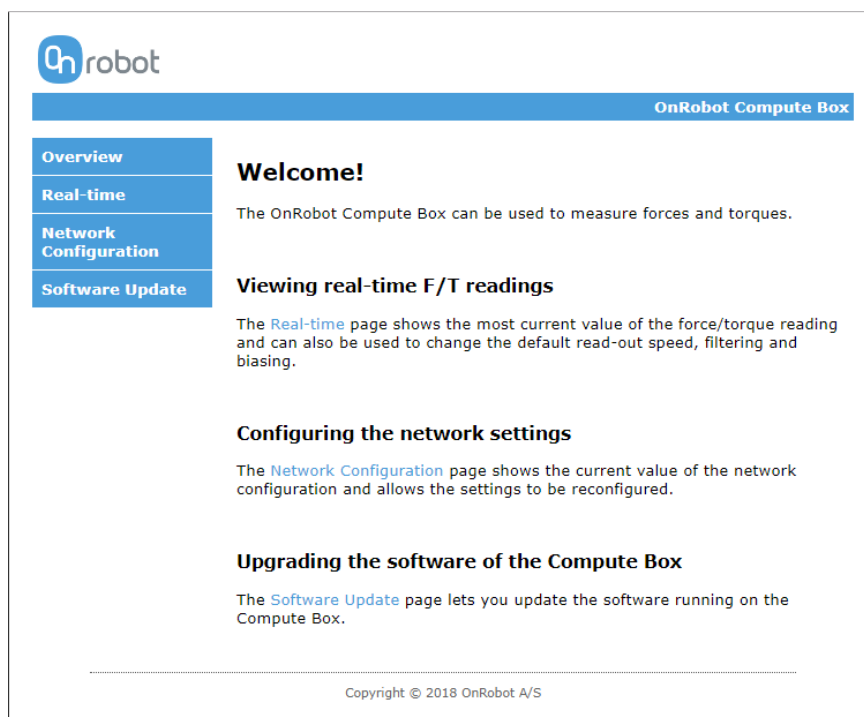 On robot
OnRobot Compute Box
Overview
Real-time
Network
Configuration
Software Update
Welcome!
The OnRobot Compute Box can be used to measure forces and torques.
Viewing real-time F/T readings
The Real-time page shows the most current value of the force/torque reading
and can also be used to change the default read-out speed, filtering and
biasing.
Configuring the network settings
The Network Configuration page shows the current value of the network
configuration and allows the settings to be reconfigured.
Upgrading the software of the Compute Box
The Software Update page lets you update the software running on the
Compute Box.
Copyright © 2018 OnRobot A/S